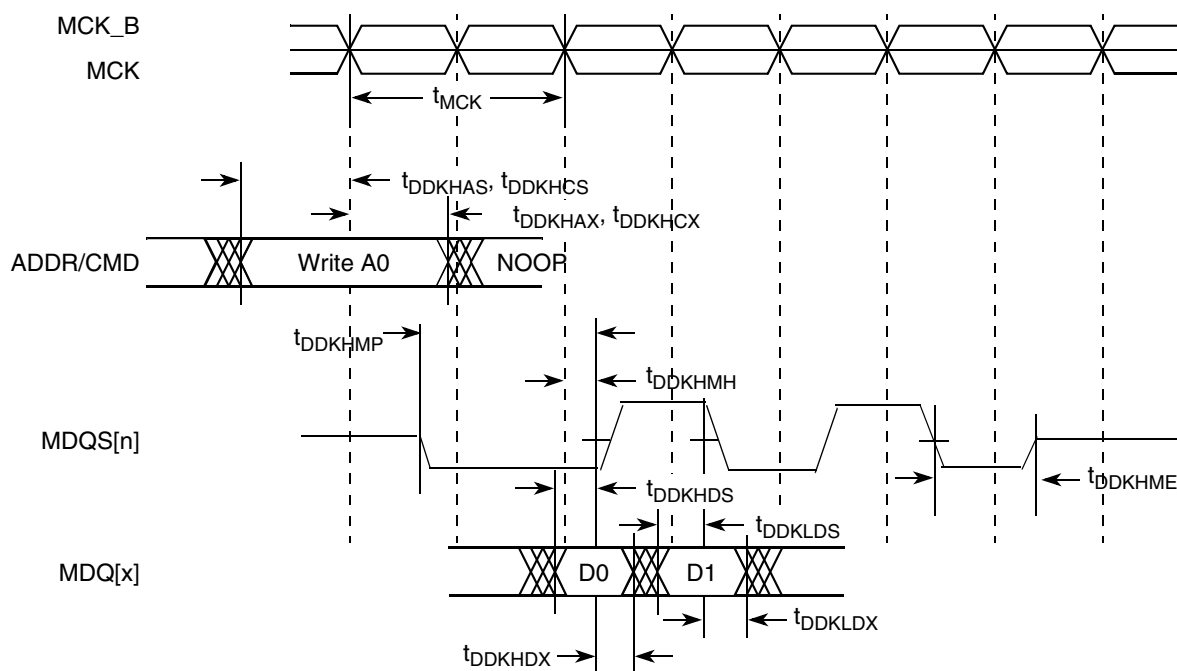 MCK_B
MCK
tMCK
tDDKHAS, tDDKHCS
tDDKHAX, tDDKHCX
ADDR/CMD
Write A0
NOOP
tDDKHMP
tDDKHMH
MDQS[n]
tDDKHME
tDDKHDS
tDDKLDS
MDQ[x]
D0
D1
tDDKLDX
tDDKHDX